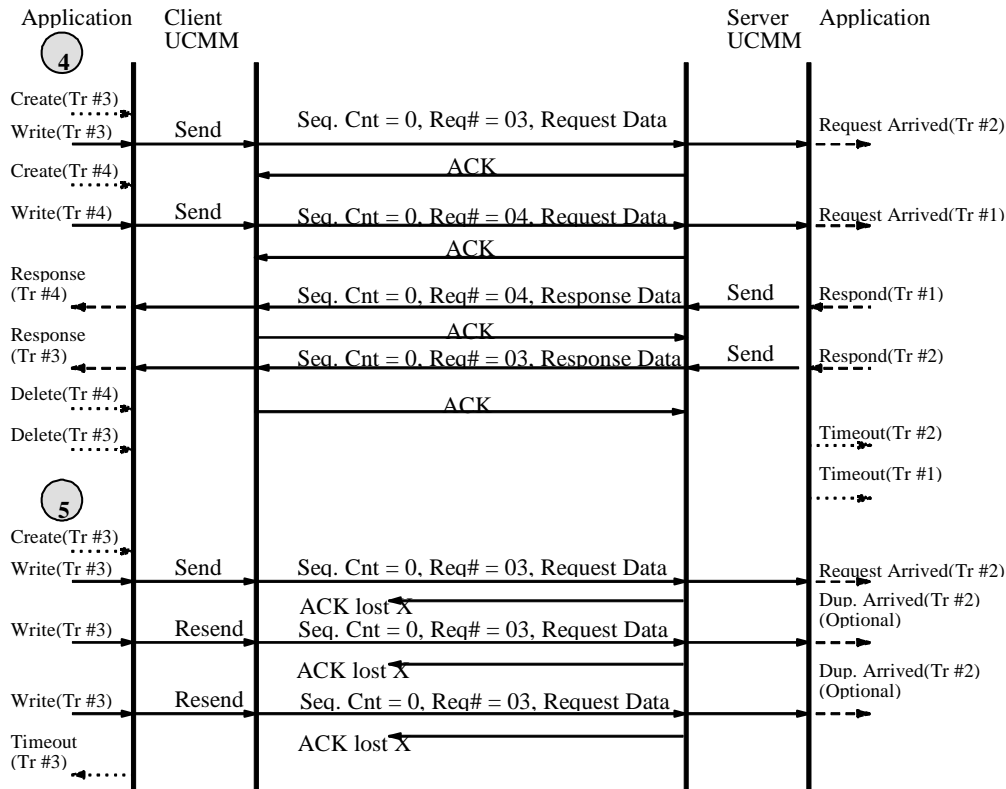 Application Client Server Application
UCMM UCMM
4
Create(Tr #3)
Write(Tr #3) Send Seq. Cnt = 0, Req# = 03, Request Data Request Arrived(Tr #2)
Create(Tr #4) ACK
Write(Tr #4) Send Seq. Cnt = 0, Req# = 04, Request Data Request Arrived(Tr #1)
ACK
Response
(Tr #4) Seq. Cnt = 0, Req# = 04, Response Data Send Respond(Tr #1)
ACK
Response
(Tr #3) Seq. Cnt = 0, Req# = 03, Response Data Send Respond(Tr #2)
Delete(Tr #4) ACK
Delete(Tr #3) Timeout(Tr #2)
Timeout(Tr #1)
5
Create(Tr #3)
Write(Tr #3) Send Seq. Cnt = 0, Req# = 03, Request Data Request Arrived(Tr #2)
ACK lost X Dup. Arrived(Tr #2)
(Optional)
Write(Tr #3) Resend Seq. Cnt = 0, Req# = 03, Request Data
ACK lost X Dup. Arrived(Tr #2)
(Optional)
Write(Tr #3) Resend Seq. Cnt = 0, Req# = 03, Request Data
Timeout ACK lost X
(Tr #3)